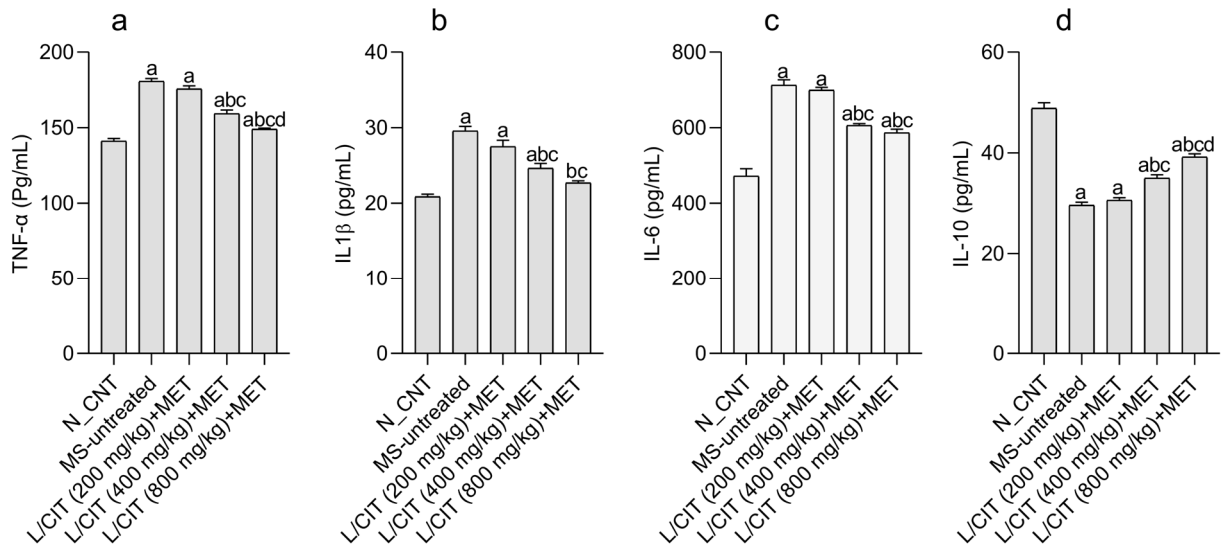 a
TNF-α (Pg/mL)
200
150
100
50
0
a
a
abc
abcd
N_CNT
MS-untreated
L/CIT (200 mg/kg)+MET
L/CIT (400 mg/kg)+MET
L/CIT (800 mg/kg)+MET
b
IL1β (pg/mL)
40
30
20
10
0
a
a
abc
bc
N_CNT
MS-untreated
L/CIT (200 mg/kg)+MET
L/CIT (400 mg/kg)+MET
L/CIT (800 mg/kg)+MET
c
IL-6 (pg/mL)
800
600
400
200
0
a
a
abc
abc
N_CNT
MS-untreated
L/CIT (200 mg/kg)+MET
L/CIT (400 mg/kg)+MET
L/CIT (800 mg/kg)+MET
d
IL-10 (pg/mL)
60
40
20
0
a
a
abc
abcd
N_CNT
MS-untreated
L/CIT (200 mg/kg)+MET
L/CIT (400 mg/kg)+MET
L/CIT (800 mg/kg)+MET